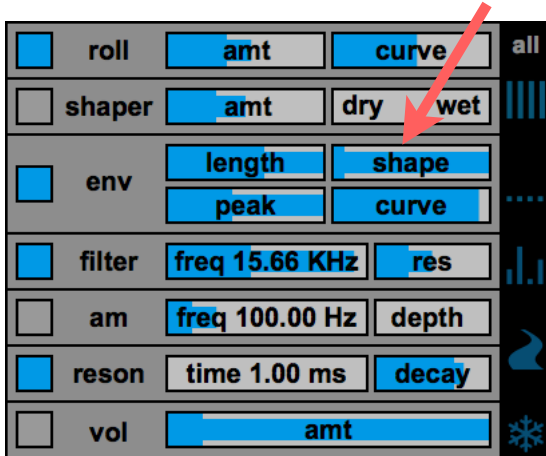 roll amt curve all
shaper amt dry wet
env length shape
peak curve
filter freq 15.66 KHz res
am freq 100.00 Hz depth
reson time 1.00 ms decay
vol amt